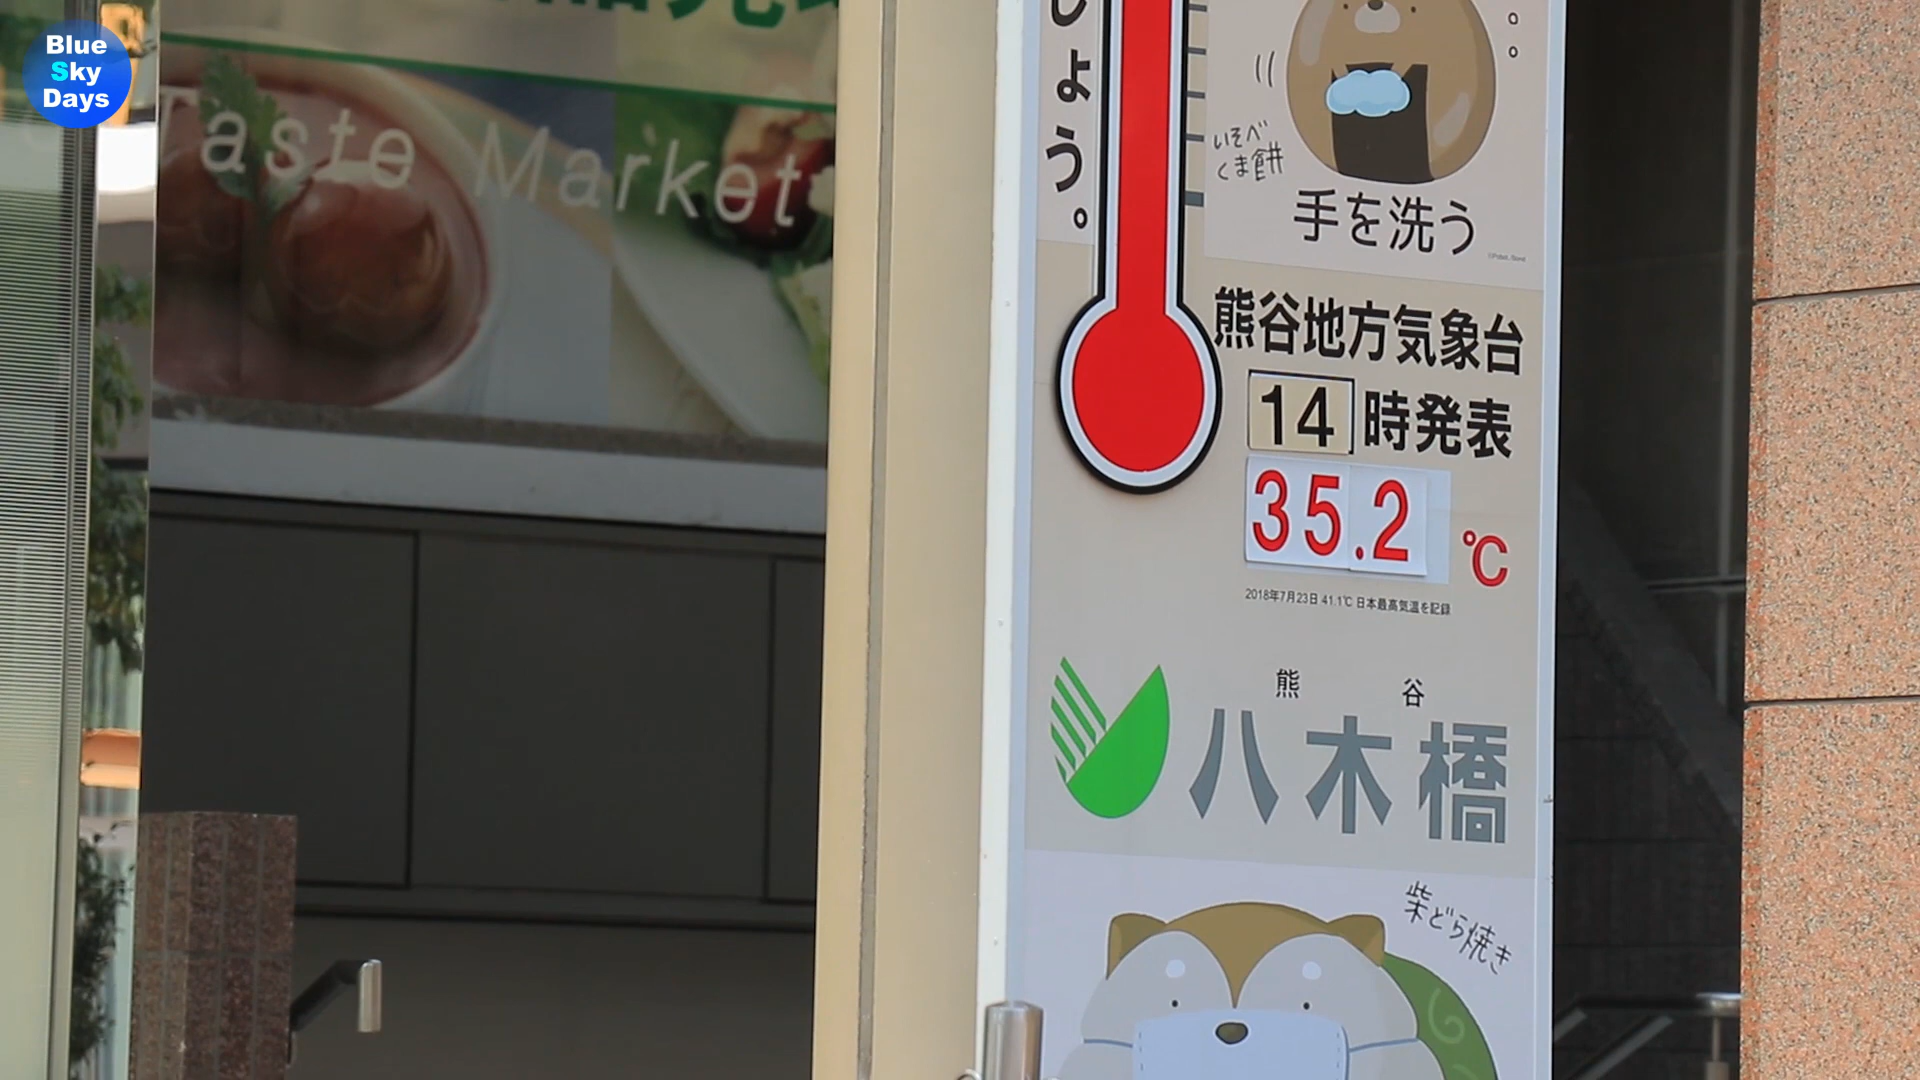 Blue
Sky
Days
Taste Market
しょう。
いそべ
くま餅
手を洗う
熊谷地方気象台
14時発表
35.2℃
2018年7月23日 41.1℃ 日本最高気温を記録
熊谷
八木橋
柴どら焼き